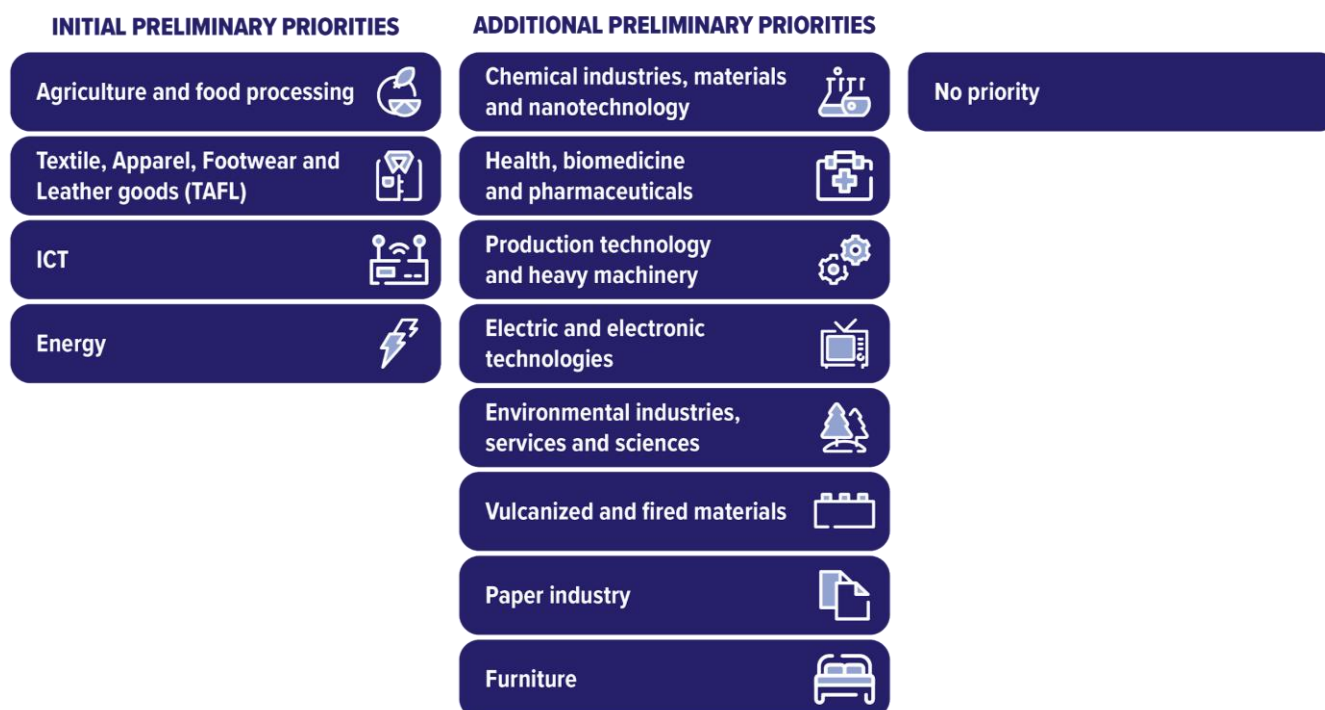 INITIAL PRELIMINARY PRIORITIES
Agriculture and food processing
Textile, Apparel, Footwear and
Leather goods (TAFL)
ICT
Energy
ADDITIONAL PRELIMINARY PRIORITIES
Chemical industries, materials
and nanotechnology
Health, biomedicine
and pharmaceuticals
Production technology
and heavy machinery
Electric and electronic
technologies
Environmental industries,
services and sciences
Vulcanized and fired materials
Paper industry
Furniture
No priority